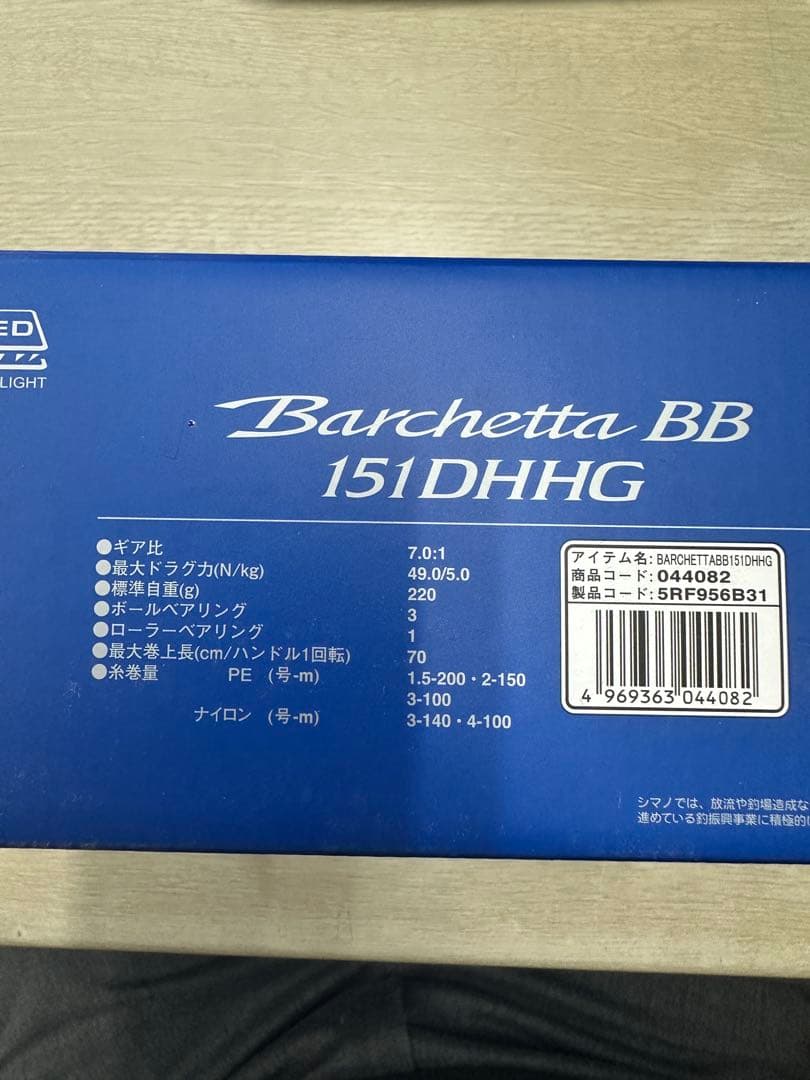 ED
LIGHT
Barchetta BB
151DHHG
●ギア比 7.0:1
●最大ドラグ力(N/kg) 49.0/5.0
●標準自重(g) 220
●ボールベアリング 3
●ローラーベアリング 1
●最大巻上長(cm/ハンドル1回転) 70
●糸巻量 PE (号-m) 1.5-200・2-150
3-100
ナイロン (号-m) 3-140・4-100
アイテム名: BARCHETTABB151DHHG
商品コード: 044082
製品コード: 5RF956B31
4 969363 044082
シマノでは、放流や釣場造成な
進めている釣振興事業に積極的に